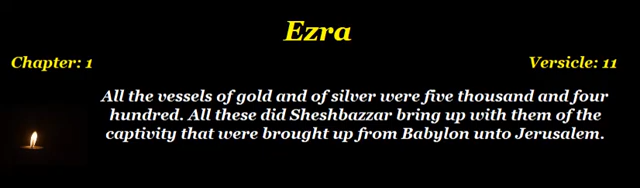 Ezra
Chapter: 1 Versicle: 11
All the vessels of gold and of silver were five thousand and four
hundred. All these did Sheshbazzar bring up with them of the
captivity that were brought up from Babylon unto Jerusalem.